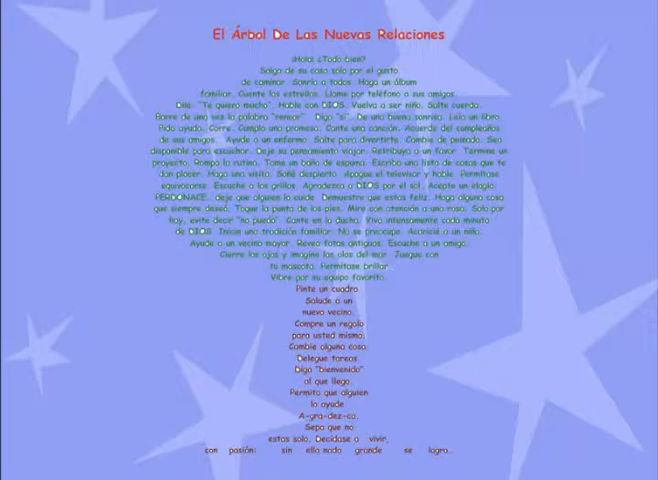 El Árbol De Las Nuevas Relaciones
¡Hola! ¿Todo bien?
Salga de su casa solo por el gusto
de caminar. Sonría a todos. Haga un álbum
familiar. Cuente las estrellas. Llame por teléfono a sus amigos.
Dile: "Te quiero mucho". Hable con DIOS. Vuelva a ser niño. Salte cuerda.
Borre de una vez la palabra "rencor". Diga "sí". De una buena sonrisa. Lea un libro.
Pida ayuda. Corra. Cumpla una promesa. Cante una canción. Acuerde del cumpleaños
de sus amigos. Ayude a un enfermo. Salte para divertirte. Cambie de peinado. Sea
disponible para escuchar. Deje su pensamiento viajar. Retribuya a un favor. Termine un
proyecto. Rompa la rutina. Tome un baño de espuma. Escriba una lista de cosas que te
dan placer. Haga una visita. Soñé despierto. Apague el televisor y hable. Permítase
equivocarse. Escuche a los grillos. Agradezca a DIOS por el sol. Acepte un elogio.
PERDONACE. deje que alguien lo cuide. Demuestre que estas feliz. Haga alguna cosa
que siempre deseó. Toque la punta de los pies. Mire con atención a una rosa. Solo por
hoy, evite decir "no puedo". Cante en la ducha. Viva intensamente cada minuto
de DIOS. Inicie una tradición familiar. No se preocupe. Acaricié a un niño.
Ayude a un vecino mayor. Revea fotos antiguas. Escuche a un amigo.
Cierre los ojos y imagine las olas del mar. Juegue con
tu mascota. Permítase brillar.
Vibre por su equipo favorito.
Pinte un cuadro.
Salude a un
nuevo vecino.
Compre un regalo
para usted mismo.
Cambie alguna cosa.
Delegue tareas.
Diga "bienvenido"
al que llega.
Permita que alguien
lo ayude.
A-gra-dez-ca.
Sepa que no
estas solo. Decídase a vivir,
con pasión: sin ella nada grande se logra..